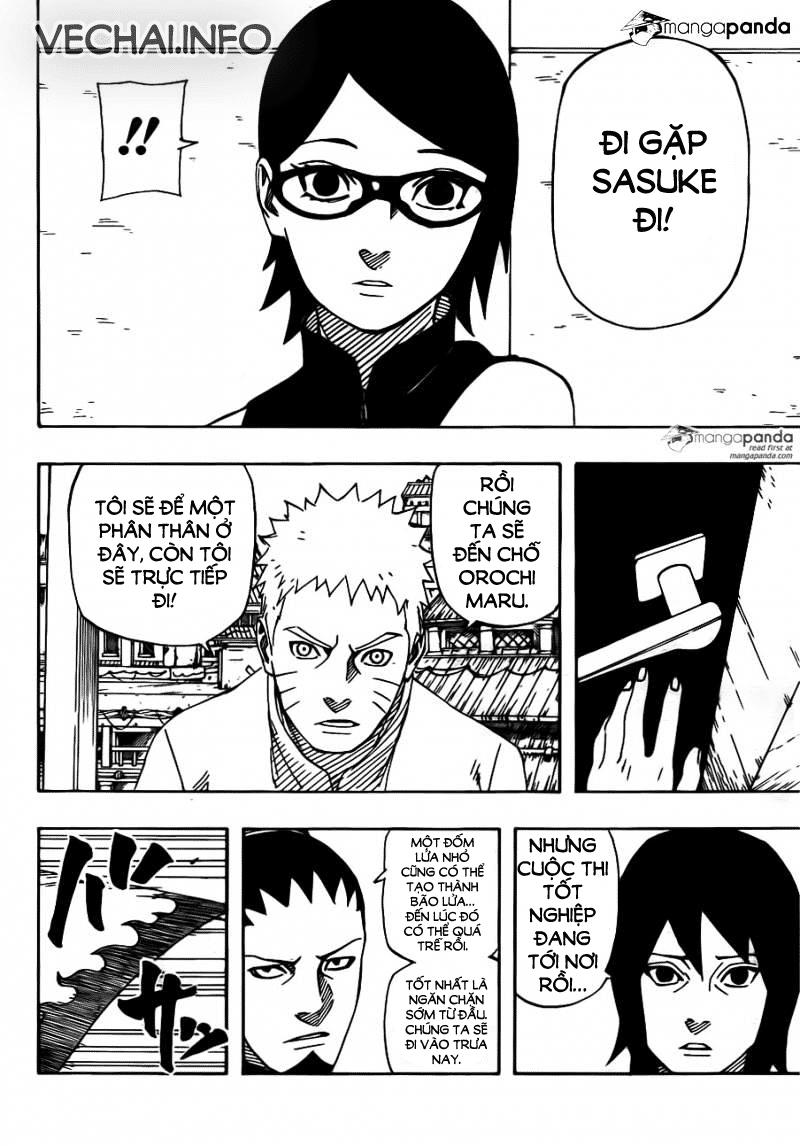 VECHAI.INFO
mangapanda
ĐI GẶP
SASUKE
ĐI!
!!
mangapanda
read first at
mangapanda.com
RỒI
CHÚNG
TA SẼ
ĐẾN CHỖ
OROCHI
MARU.
TÔI SẼ ĐỂ MỘT
PHÂN THÂN Ở
ĐÂY, CÒN TÔI
SẼ TRỰC TIẾP
ĐI!
NHƯNG
CUỘC THI
TỐT
NGHIỆP
ĐANG
TỚI NƠI
RỒI...
MỘT ĐỐM
LỬA NHỎ
CŨNG CÓ THỂ
TẠO THÀNH
BÃO LỬA...
ĐẾN LÚC ĐÓ
CÓ THỂ QUÁ
TRỄ RỒI.
TỐT NHẤT LÀ
NGĂN CHẶN
SỚM TỪ ĐẦU.
CHÚNG TA SẼ
ĐI VÀO TRƯA
NAY.
バ
サッ